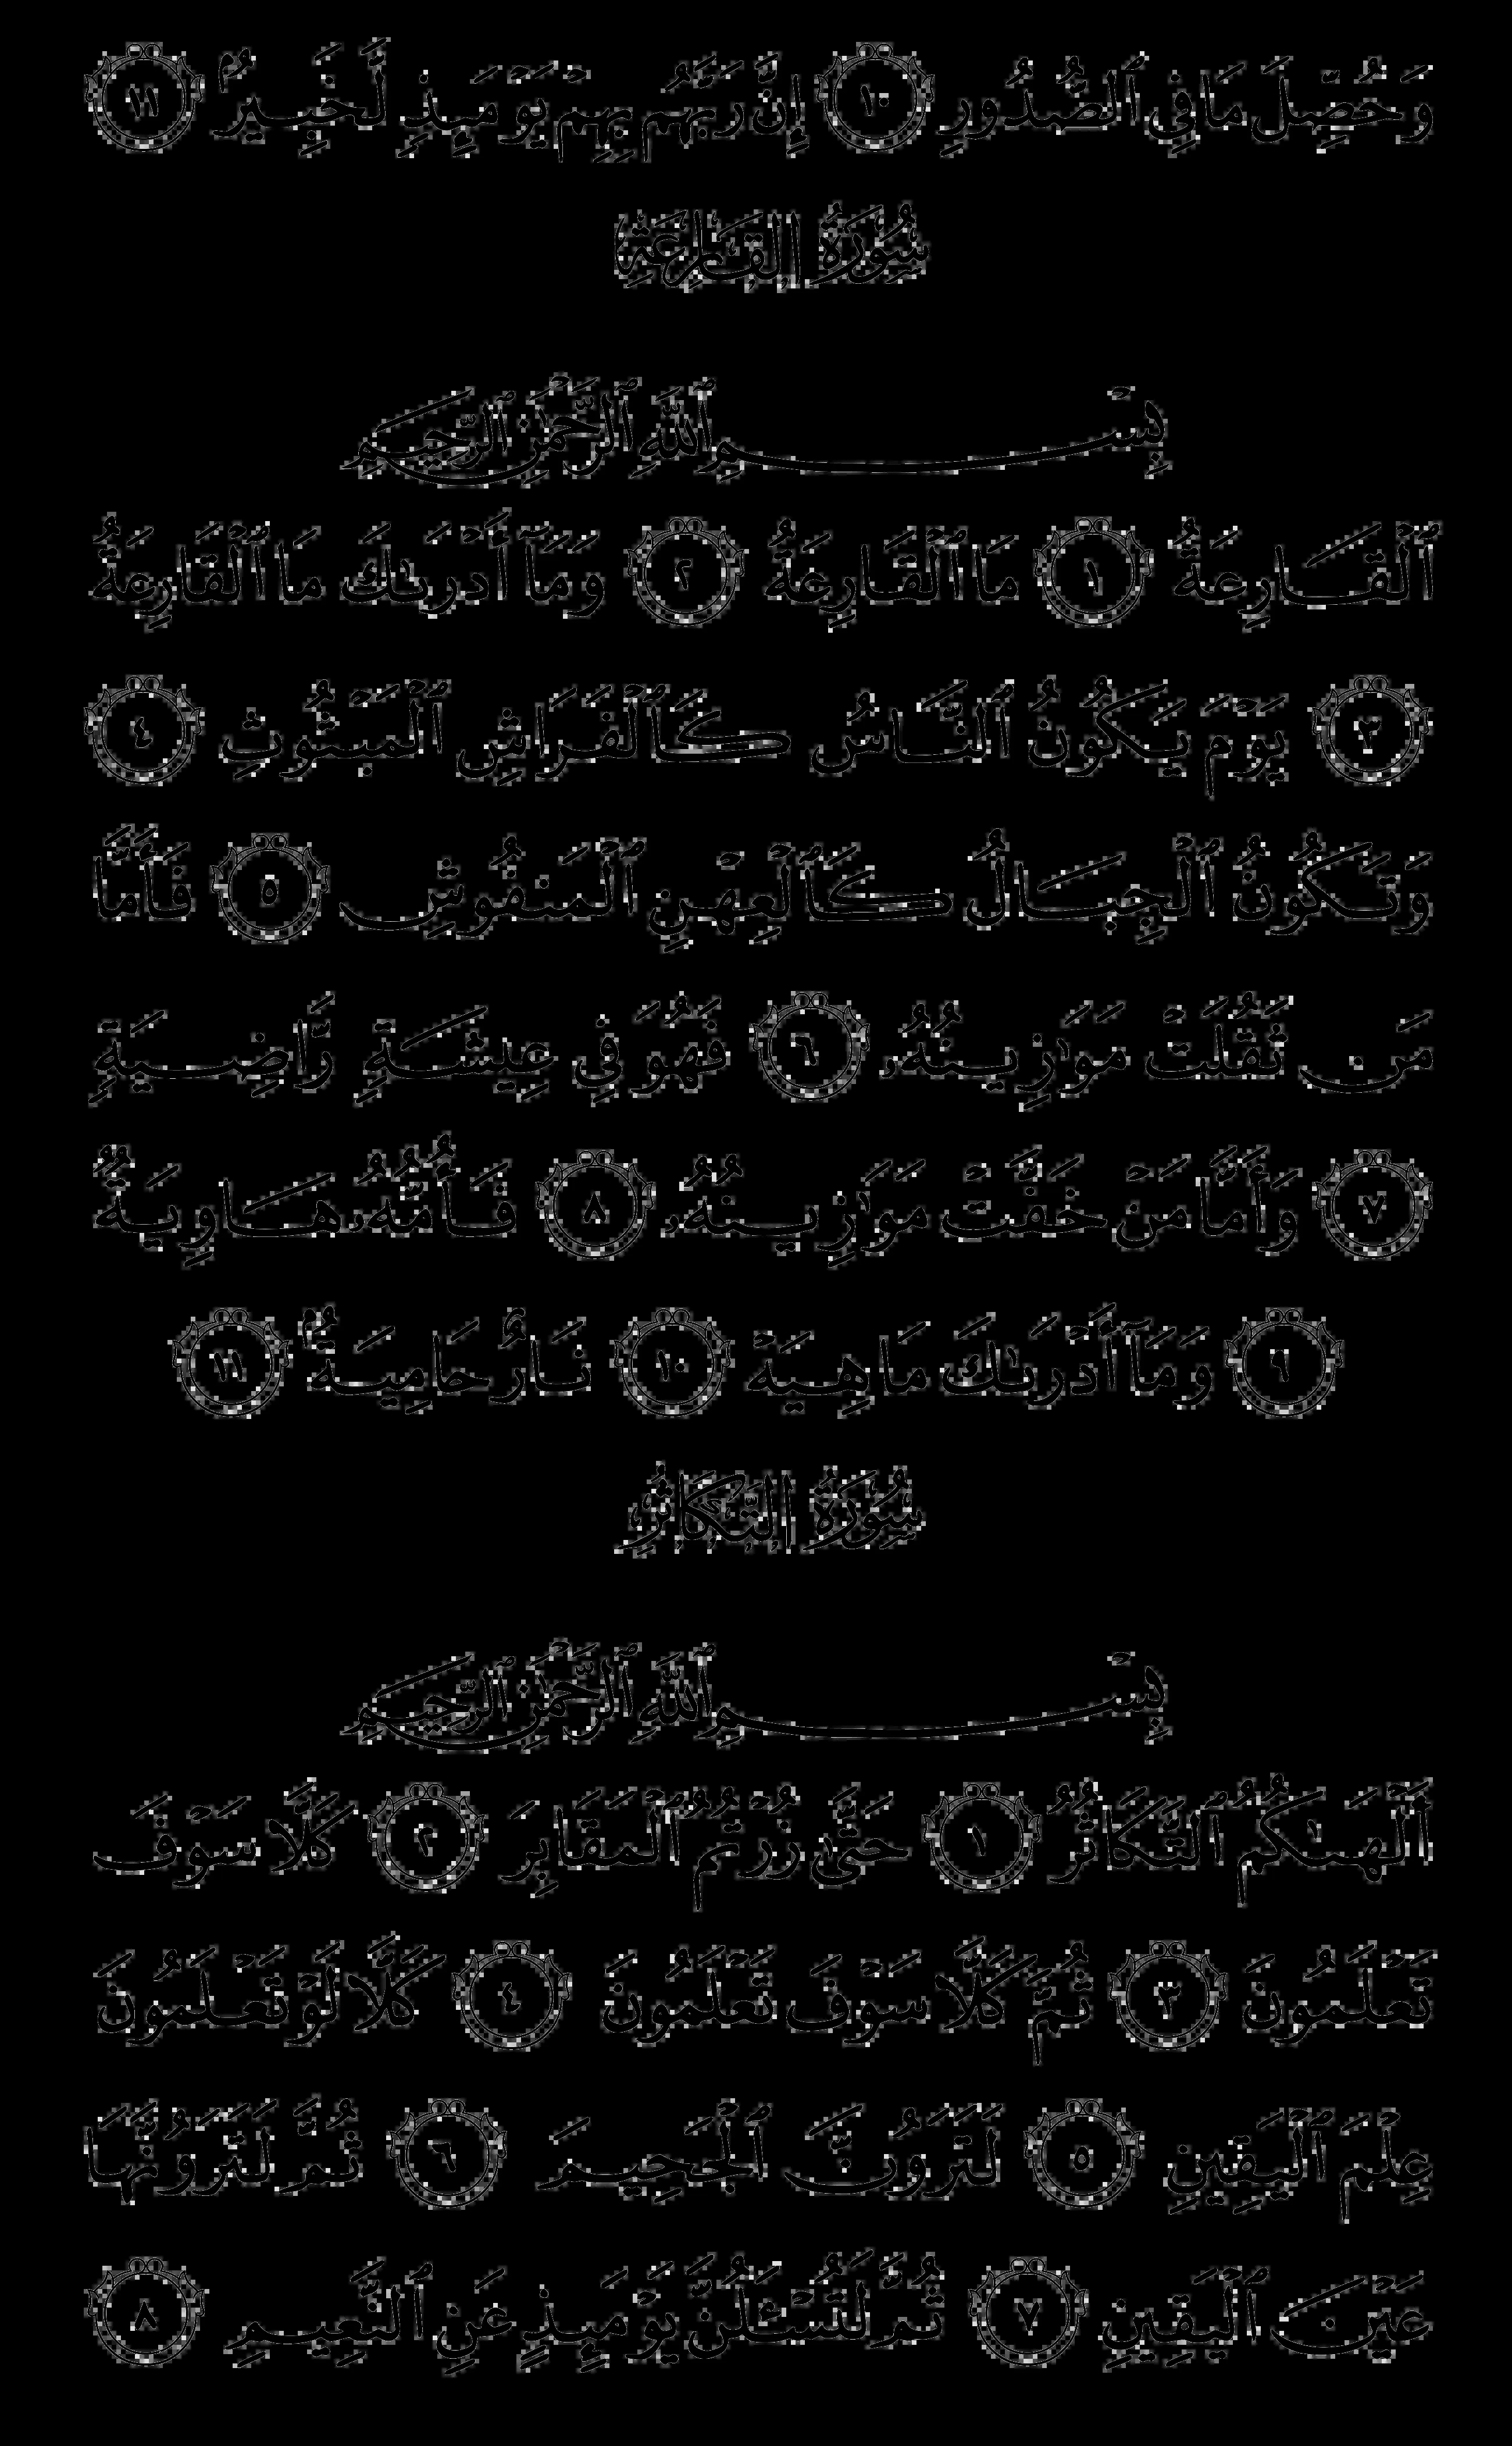 وَحُصِّلَ مَا فِي ٱلصُّدُورِ ١٠ إِنَّ رَبَّهُم بِهِمْ يَوْمَئِذٍ لَّخَبِيرٌ ١١
سُورَةُ القَارِعَةِ
بِسْمِ ٱللَّهِ ٱلرَّحْمَٰنِ ٱلرَّحِيمِ
ٱلْقَارِعَةُ ١ مَا ٱلْقَارِعَةُ ٢ وَمَآ أَدْرَىٰكَ مَا ٱلْقَارِعَةُ
٣ يَوْمَ يَكُونُ ٱلنَّاسُ كَٱلْفَرَاشِ ٱلْمَبْثُوثِ ٤
وَتَكُونُ ٱلْجِبَالُ كَٱلْعِهْنِ ٱلْمَنفُوشِ ٥ فَأَمَّا
مَن ثَقُلَتْ مَوَٰزِينُهُۥ ٦ فَهُوَ فِي عِيشَةٍ رَّاضِيَةٍ
٧ وَأَمَّا مَنْ خَفَّتْ مَوَٰزِينُهُۥ ٨ فَأُمُّهُۥ هَاوِيَةٌ
٩ وَمَآ أَدْرَىٰكَ مَا هِيَهْ ١٠ نَارٌ حَامِيَةٌۢ ١١
سُورَةُ التَّكَاثُرِ
بِسْمِ ٱللَّهِ ٱلرَّحْمَٰنِ ٱلرَّحِيمِ
أَلْهَىٰكُمُ ٱلتَّكَاثُرُ ١ حَتَّىٰ زُرْتُمُ ٱلْمَقَابِرَ ٢ كَلَّا سَوْفَ
تَعْلَمُونَ ٣ ثُمَّ كَلَّا سَوْفَ تَعْلَمُونَ ٤ كَلَّا لَوْ تَعْلَمُونَ
عِلْمَ ٱلْيَقِينِ ٥ لَتَرَوُنَّ ٱلْجَحِيمَ ٦ ثُمَّ لَتَرَوُنَّهَا
عَيْنَ ٱلْيَقِينِ ٧ ثُمَّ لَتُسْـَٔلُنَّ يَوْمَئِذٍ عَنِ ٱلنَّعِيمِ ٨